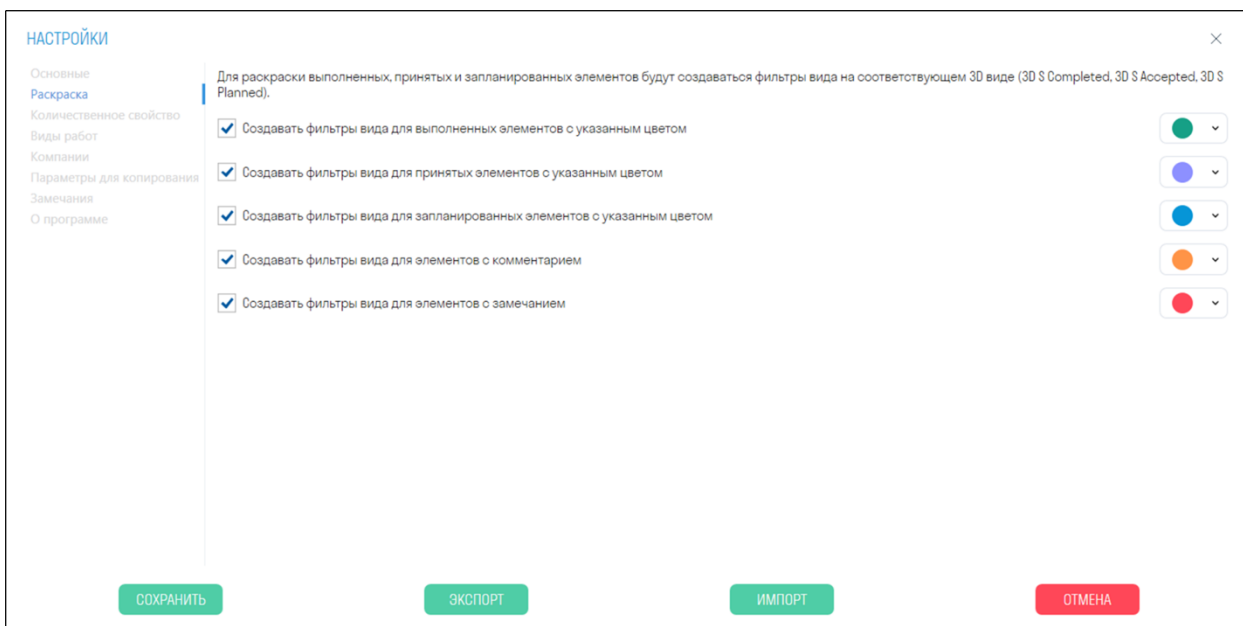 НАСТРОЙКИ
Основные
Раскраска
Количественное свойство
Виды работ
Компании
Параметры для копирования
Замечания
О программе
Для раскраски выполненных, принятых и запланированных элементов будут создаваться фильтры вида на соответствующем 3D виде (3D S Completed, 3D S Accepted, 3D S
Planned).
Создавать фильтры вида для выполненных элементов с указанным цветом
Создавать фильтры вида для принятых элементов с указанным цветом
Создавать фильтры вида для запланированных элементов с указанным цветом
Создавать фильтры вида для элементов с комментарием
Создавать фильтры вида для элементов с замечанием
СОХРАНИТЬ
ЭКСПОРТ
ИМПОРТ
ОТМЕНА